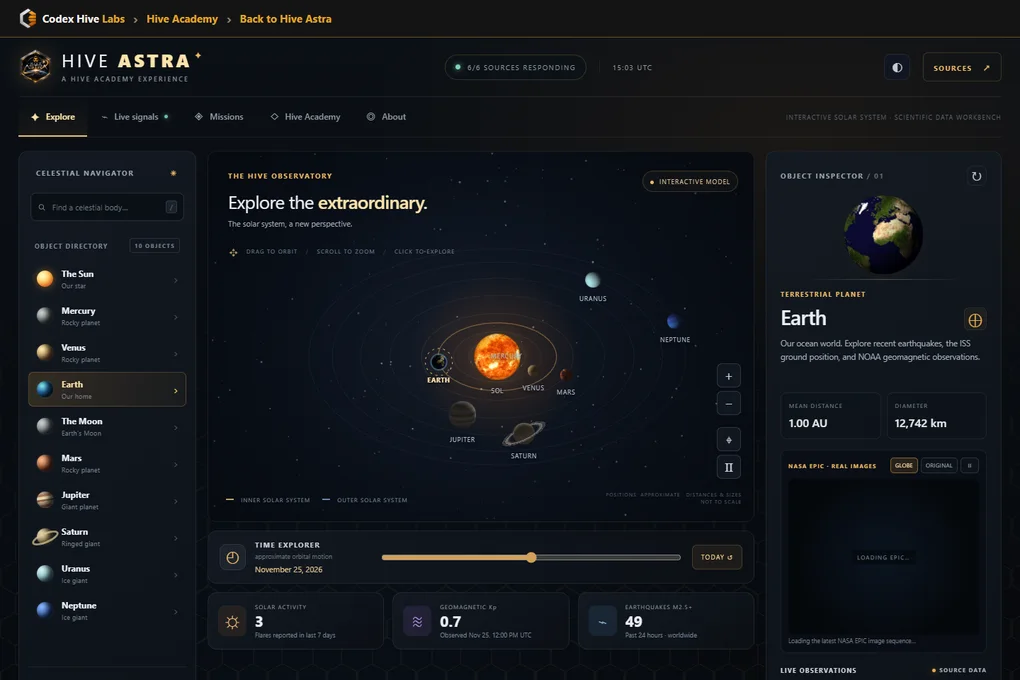 Codex Hive Labs › Hive Academy › Back to Hive Astra
HIVE ASTRA
A HIVE ACADEMY EXPERIENCE
6/6 SOURCES RESPONDING
15:03 UTC
SOURCES ↗
Explore
Live signals
Missions
Hive Academy
About
INTERACTIVE SOLAR SYSTEM · SCIENTIFIC DATA WORKBENCH
CELESTIAL NAVIGATOR
Find a celestial body...
/
OBJECT DIRECTORY
10 OBJECTS
The Sun
Our star
Mercury
Rocky planet
Venus
Rocky planet
Earth
Our home
The Moon
Earth's Moon
Mars
Rocky planet
Jupiter
Giant planet
Saturn
Ringed giant
Uranus
Ice giant
Neptune
Ice giant
THE HIVE OBSERVATORY
INTERACTIVE MODEL
Explore the extraordinary.
The solar system, a new perspective.
DRAG TO ORBIT / SCROLL TO ZOOM / CLICK TO EXPLORE
URANUS
NEPTUNE
MERCURY
EARTH
SOL
VENUS
MARS
JUPITER
SATURN
+
−
INNER SOLAR SYSTEM
OUTER SOLAR SYSTEM
POSITIONS: APPROXIMATE · DISTANCES & SIZES
NOT TO SCALE
TIME EXPLORER
approximate orbital motion
November 25, 2026
TODAY ↺
SOLAR ACTIVITY
3
Flares reported in last 7 days
GEOMAGNETIC Kp
0.7
Observed Nov 25, 12:00 PM UTC
EARTHQUAKES M2.5+
49
Past 24 hours · worldwide
OBJECT INSPECTOR / 01
TERRESTRIAL PLANET
Earth
Our ocean world. Explore recent earthquakes, the ISS
ground position, and NOAA geomagnetic observations.
MEAN DISTANCE
1.00 AU
DIAMETER
12,742 km
NASA EPIC · REAL IMAGES
GLOBE
ORIGINAL
LOADING EPIC...
Loading the latest NASA EPIC image sequence...
LIVE OBSERVATIONS
SOURCE DATA